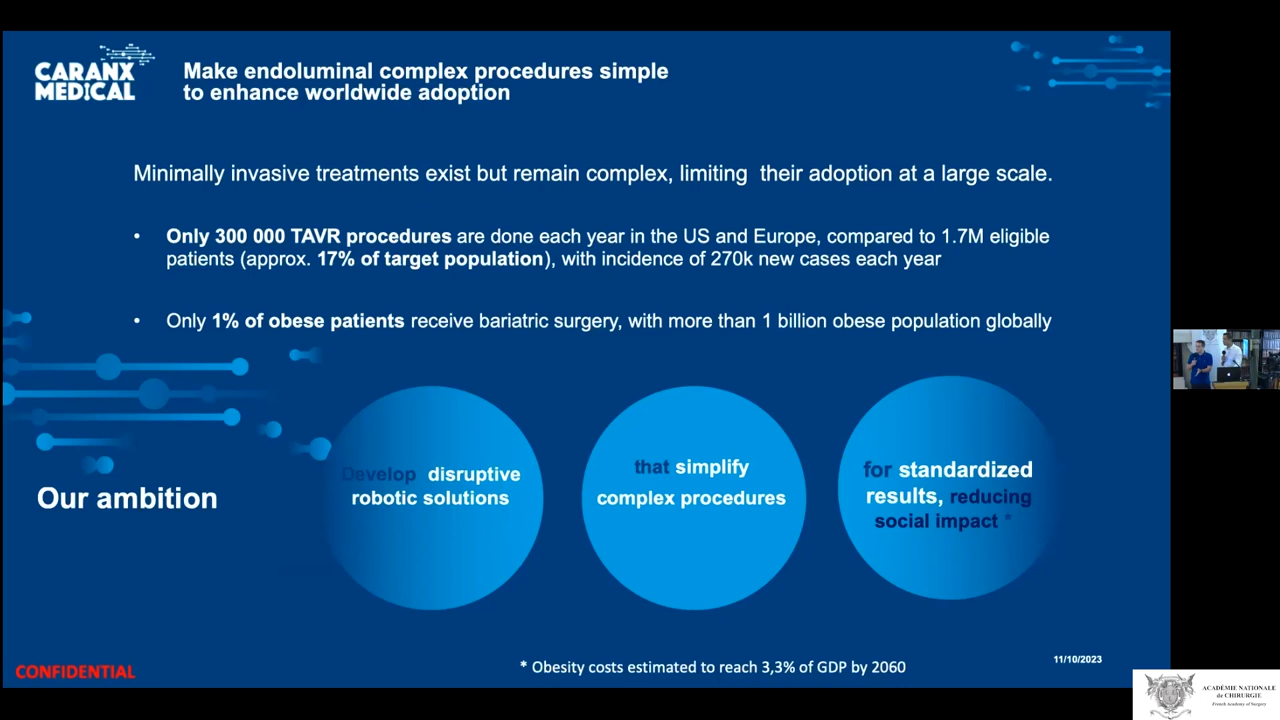 CARANX
MEDICAL
Make endoluminal complex procedures simple
to enhance worldwide adoption
Minimally invasive treatments exist but remain complex, limiting their adoption at a large scale.
• Only 300 000 TAVR procedures are done each year in the US and Europe, compared to 1.7M eligible
patients (approx. 17% of target population), with incidence of 270k new cases each year
• Only 1% of obese patients receive bariatric surgery, with more than 1 billion obese population globally
Our ambition
Develop disruptive
robotic solutions
that simplify
complex procedures
for standardized
results, reducing
social impact *
CONFIDENTIAL
* Obesity costs estimated to reach 3,3% of GDP by 2060
11/10/2023
ACADÉMIE NATIONALE
de CHIRURGIE
French Academy of Surgery